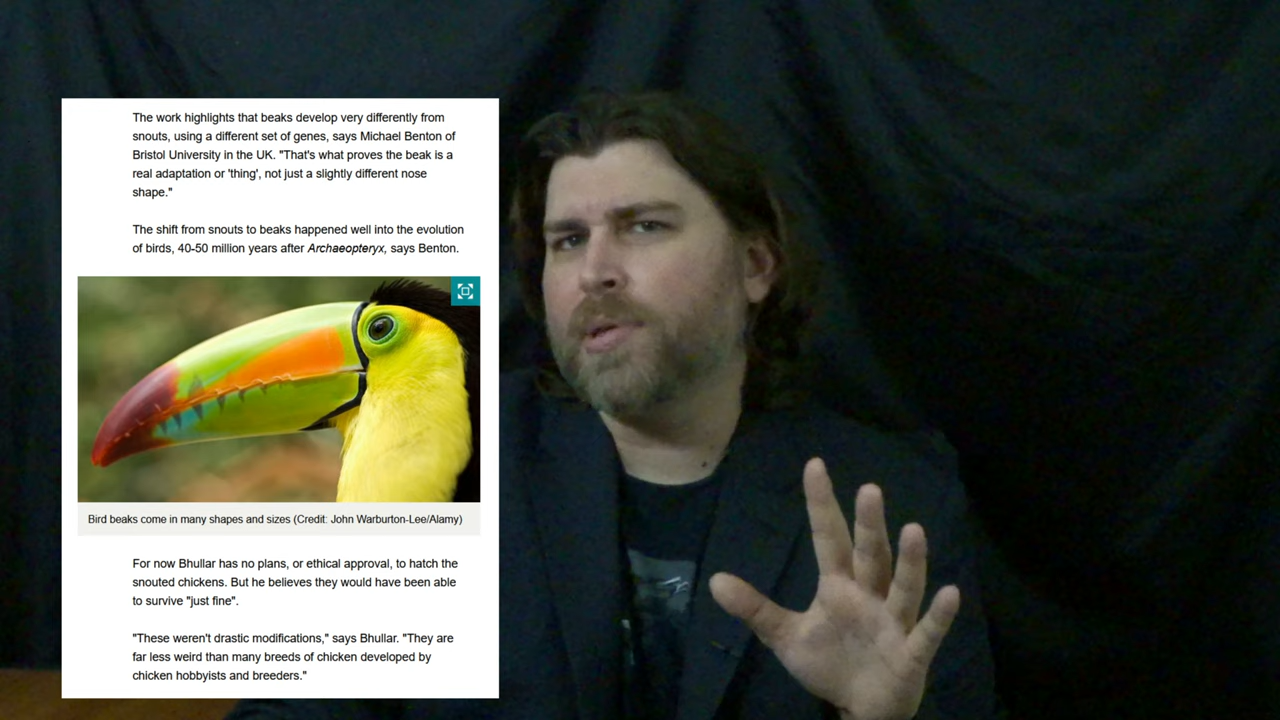 The work highlights that beaks develop very differently from
snouts, using a different set of genes, says Michael Benton of
Bristol University in the UK. "That's what proves the beak is a
real adaptation or 'thing', not just a slightly different nose
shape."
The shift from snouts to beaks happened well into the evolution
of birds, 40-50 million years after Archaeopteryx, says Benton.
Bird beaks come in many shapes and sizes (Credit: John Warburton-Lee/Alamy)
For now Bhullar has no plans, or ethical approval, to hatch the
snouted chickens. But he believes they would have been able
to survive "just fine".
"These weren't drastic modifications," says Bhullar. "They are
far less weird than many breeds of chicken developed by
chicken hobbyists and breeders."